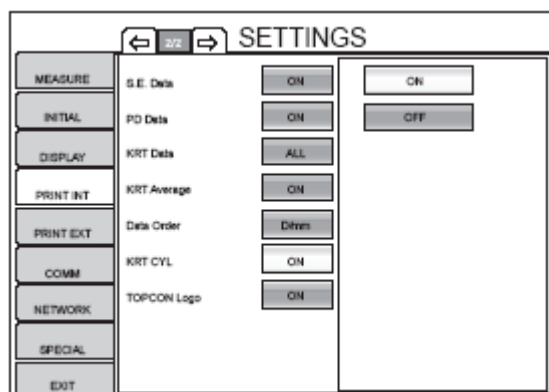 2/2
SETTINGS
MEASURE
INITIAL
DISPLAY
PRINT INT
PRINT EXT
COMM
NETWORK
SPECIAL
EXIT
S.E. Data ON
PD Data ON
KRT Data ALL
KRT Average ON
Data Order D/mm
KRT CYL ON
TOPCON Logo ON
ON
OFF